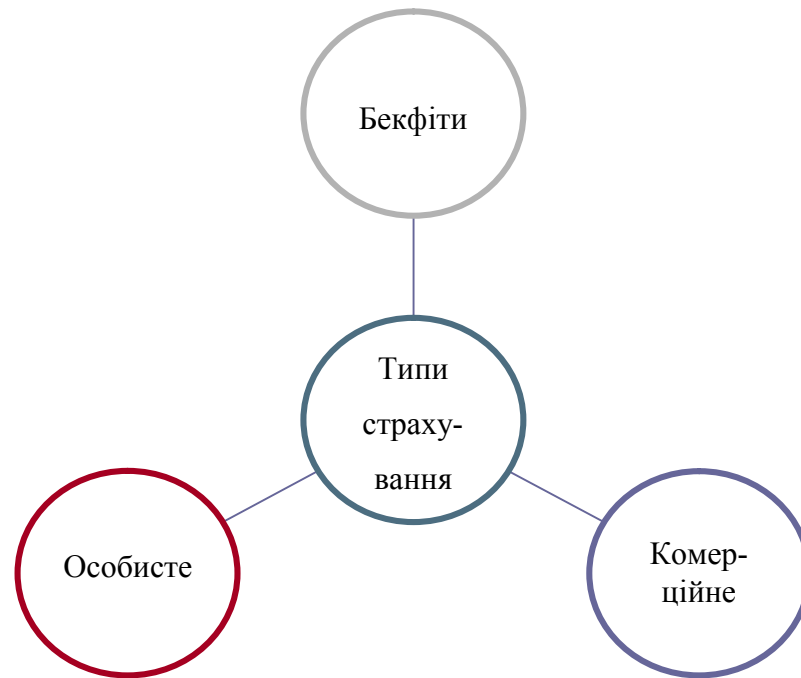 Бекфіти
Типи
страху-
вання
Особисте
Комер-
ційне